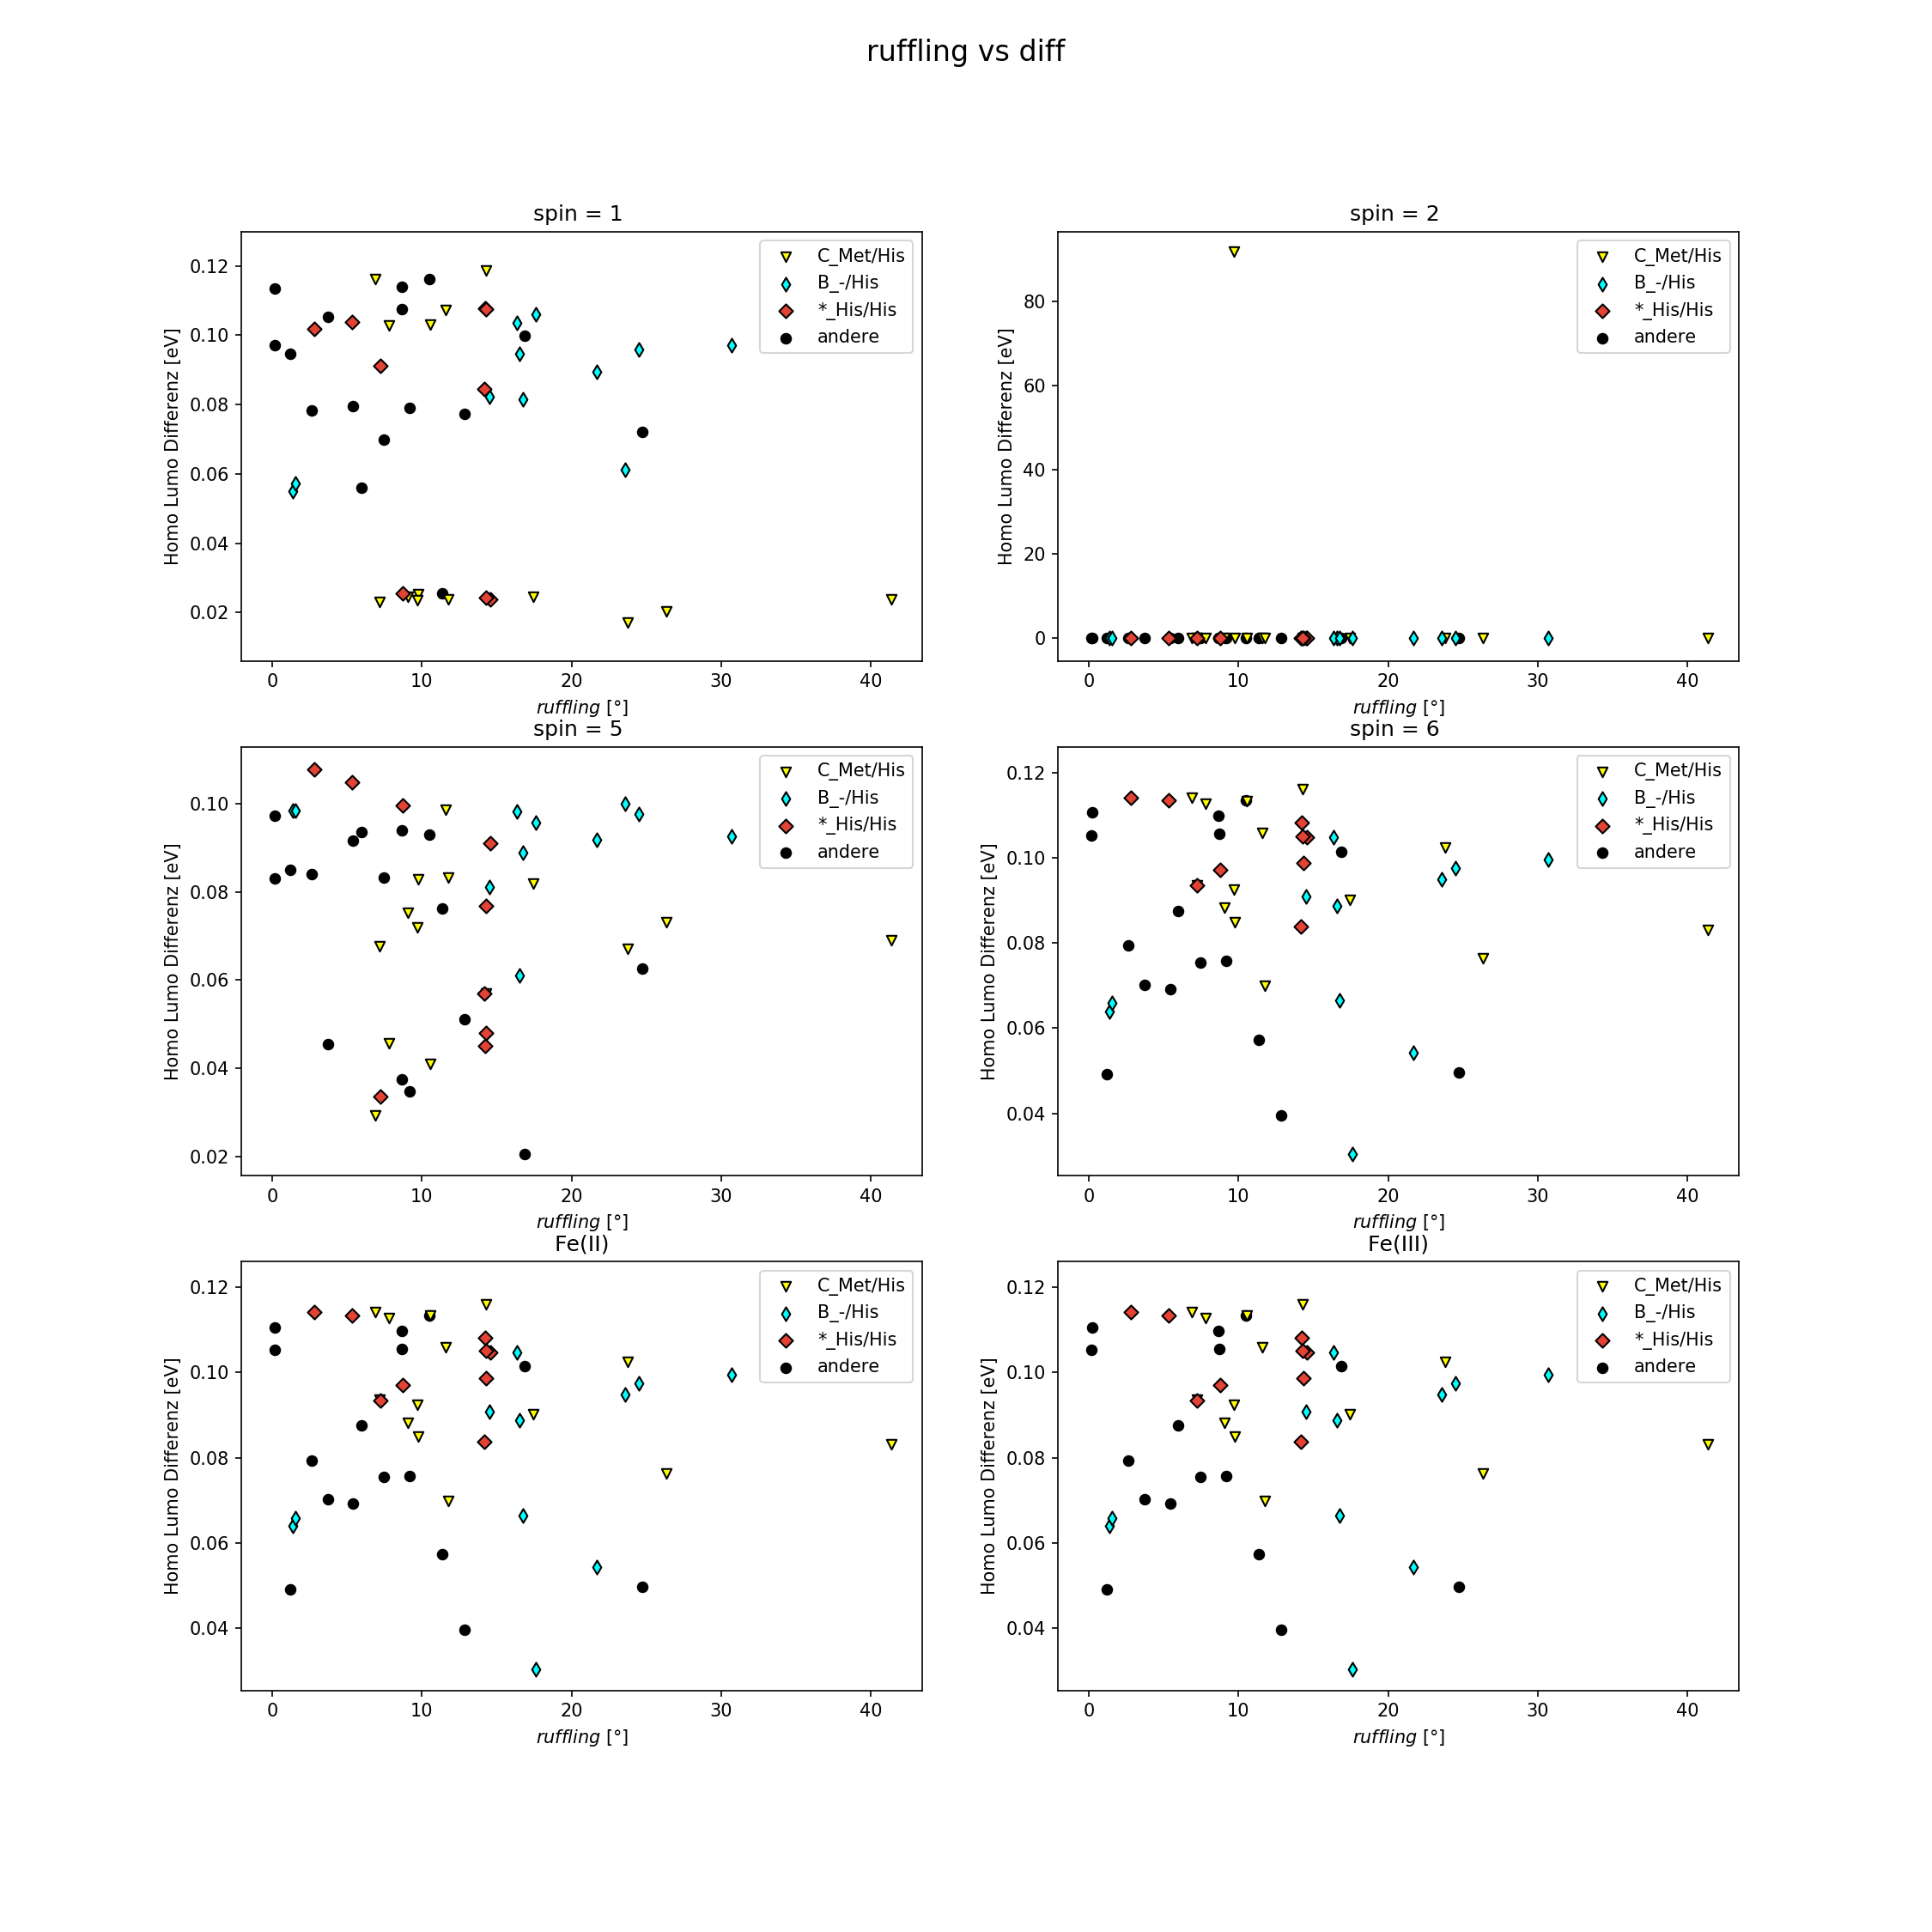 ruffling vs diff
spin = 1
Homo Lumo Differenz [eV]
0.12
0.10
0.08
0.06
0.04
0.02
0 10 20 30 40
ruffling [°]
C_Met/His
B_-/His
*_His/His
andere
spin = 2
Homo Lumo Differenz [eV]
80
60
40
20
0
0 10 20 30 40
ruffling [°]
C_Met/His
B_-/His
*_His/His
andere
spin = 5
Homo Lumo Differenz [eV]
0.10
0.08
0.06
0.04
0.02
0 10 20 30 40
ruffling [°]
C_Met/His
B_-/His
*_His/His
andere
spin = 6
Homo Lumo Differenz [eV]
0.12
0.10
0.08
0.06
0.04
0 10 20 30 40
ruffling [°]
C_Met/His
B_-/His
*_His/His
andere
Fe(II)
Homo Lumo Differenz [eV]
0.12
0.10
0.08
0.06
0.04
0 10 20 30 40
ruffling [°]
C_Met/His
B_-/His
*_His/His
andere
Fe(III)
Homo Lumo Differenz [eV]
0.12
0.10
0.08
0.06
0.04
0 10 20 30 40
ruffling [°]
C_Met/His
B_-/His
*_His/His
andere